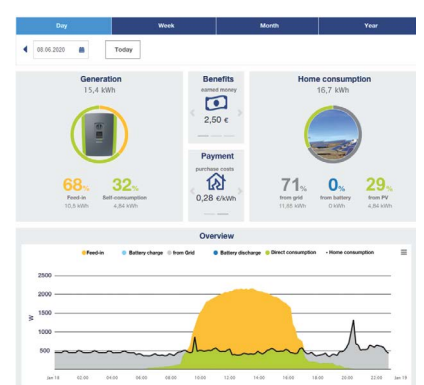 Day Week Month Year
08.06.2020 Today
Generation
15,4 kWh
68% 32%
Feed-in Self-consumption
10,6 kWh 4,84 kWh
Benefits
earned money
2,50 €
Payment
purchase costs
0,28 €/kWh
Home consumption
16,7 kWh
71% 0% 29%
from grid from battery from PV
11,85 kWh 0 kWh 4,84 kWh
Overview
Feed-in Battery charge from Grid Battery discharge Direct consumption Home consumption
2500
2000
W
1500
1000
500
Jan 18 02:00 04:00 06:00 08:00 10:00 12:00 14:00 16:00 18:00 20:00 22:00 Jan 19